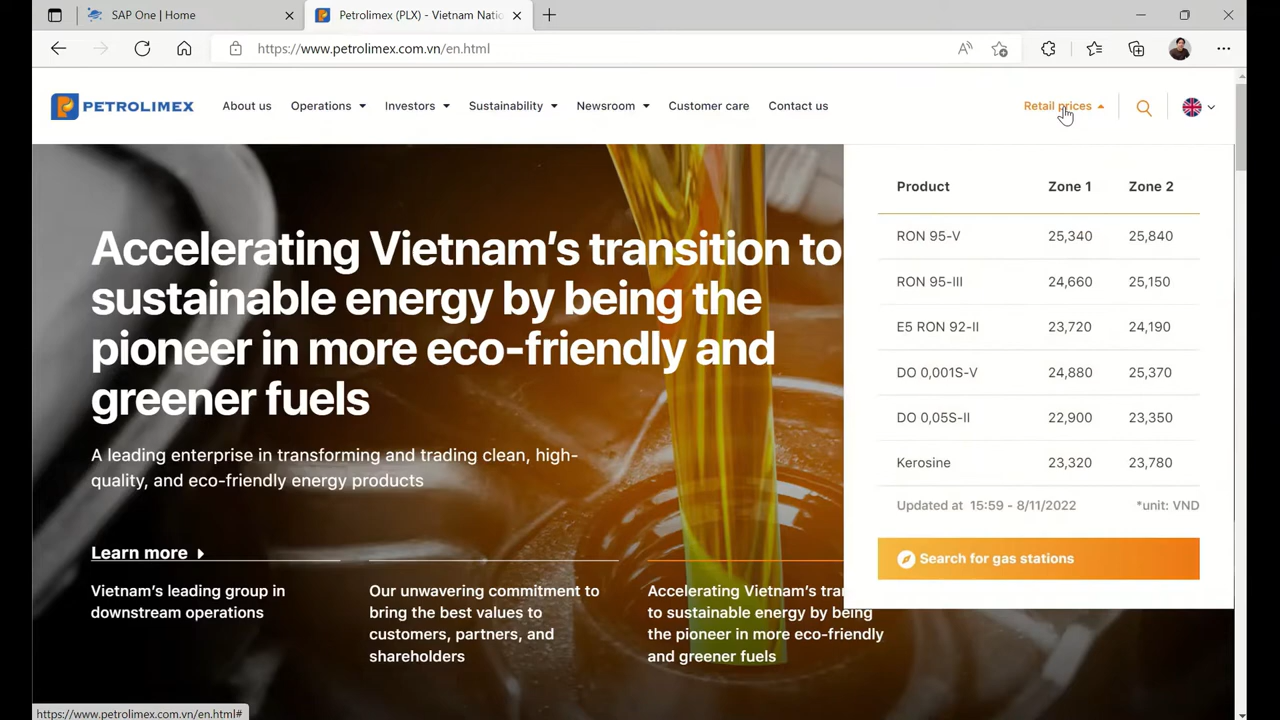 SAP One | Home
Petrolimex (PLX) - Vietnam Natio
https://www.petrolimex.com.vn/en.html
PETROLIMEX
About us
Operations
Investors
Sustainability
Newsroom
Customer care
Contact us
Retail prices
Product Zone 1 Zone 2
RON 95-V 25,340 25,840
RON 95-III 24,660 25,150
E5 RON 92-II 23,720 24,190
DO 0,001S-V 24,880 25,370
DO 0,05S-II 22,900 23,350
Kerosine 23,320 23,780
Updated at 15:59 - 8/11/2022 *unit: VND
Search for gas stations
Accelerating Vietnam's transition to
sustainable energy by being the
pioneer in more eco-friendly and
greener fuels
A leading enterprise in transforming and trading clean, high-
quality, and eco-friendly energy products
Learn more
Vietnam's leading group in
downstream operations
Our unwavering commitment to
bring the best values to
customers, partners, and
shareholders
Accelerating Vietnam's tra
to sustainable energy by being
the pioneer in more eco-friendly
and greener fuels
https://www.petrolimex.com.vn/en.html#